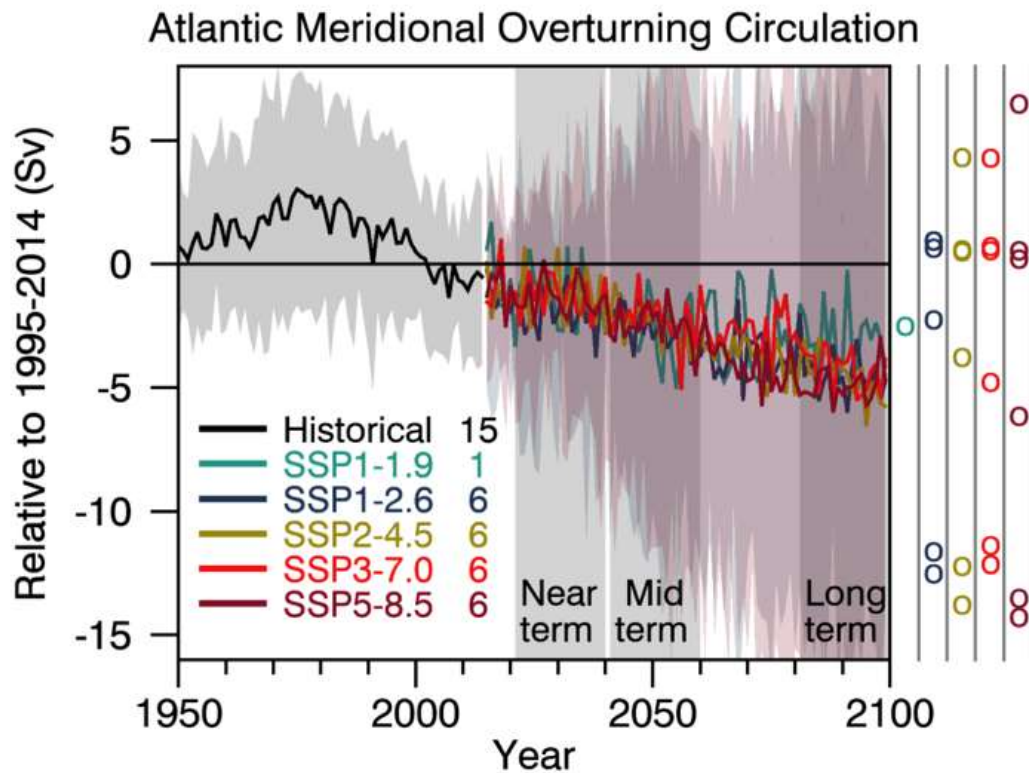 Atlantic Meridional Overturning Circulation
Relative to 1995-2014 (Sv)
5
0
-5
-10
-15
Historical 15
SSP1-1.9 1
SSP1-2.6 6
SSP2-4.5 6
SSP3-7.0 6
SSP5-8.5 6
Near term
Mid term
Long term
1950 2000 2050 2100
Year